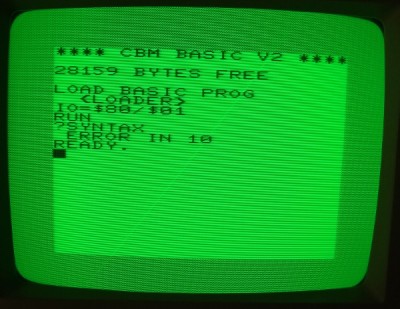 **** CBM BASIC V2 ****
28159 BYTES FREE
LOAD BASIC PROG
<LOADER>
IO=$80/$01
RUN
?SYNTAX
ERROR IN 10
READY.